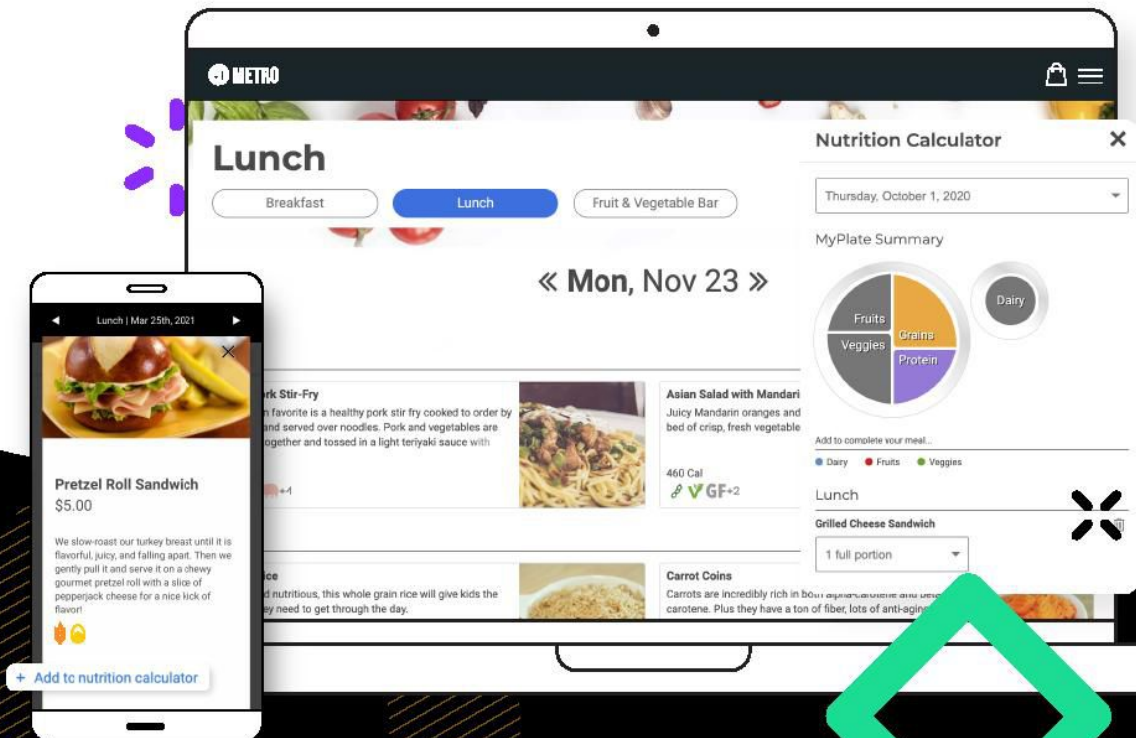 METRO
Lunch
Breakfast
Lunch
Fruit & Vegetable Bar
« Mon, Nov 23 »
rk Stir-Fry
n favorite is a healthy pork stir fry cooked to order by
and served over noodles. Pork and vegetables are
ogether and tossed in a light teriyaki sauce with
+4
Asian Salad with Mandari
Juicy Mandarin oranges and
bed of crisp, fresh vegetable
460 Cal
GF+2
ice
d nutritious, this whole grain rice will give kids the
ey need to get through the day.
Carrot Coins
Carrots are incredibly rich in both alpha-carotene and beta
carotene. Plus they have a ton of fiber, lots of anti-aging
Nutrition Calculator
Thursday, October 1, 2020
MyPlate Summary
Fruits
Grains
Veggies
Protein
Dairy
Add to complete your meal...
Dairy Fruits Veggies
Lunch
Grilled Cheese Sandwich
1 full portion
Lunch | Mar 25th, 2021
Pretzel Roll Sandwich
$5.00
We slow-roast our turkey breast until it is
flavorful, juicy, and falling apart. Then we
gently pull it and serve it on a chewy
gourmet pretzel roll with a slice of
pepperjack cheese for a nice kick of
flavor!
+ Add to nutrition calculator